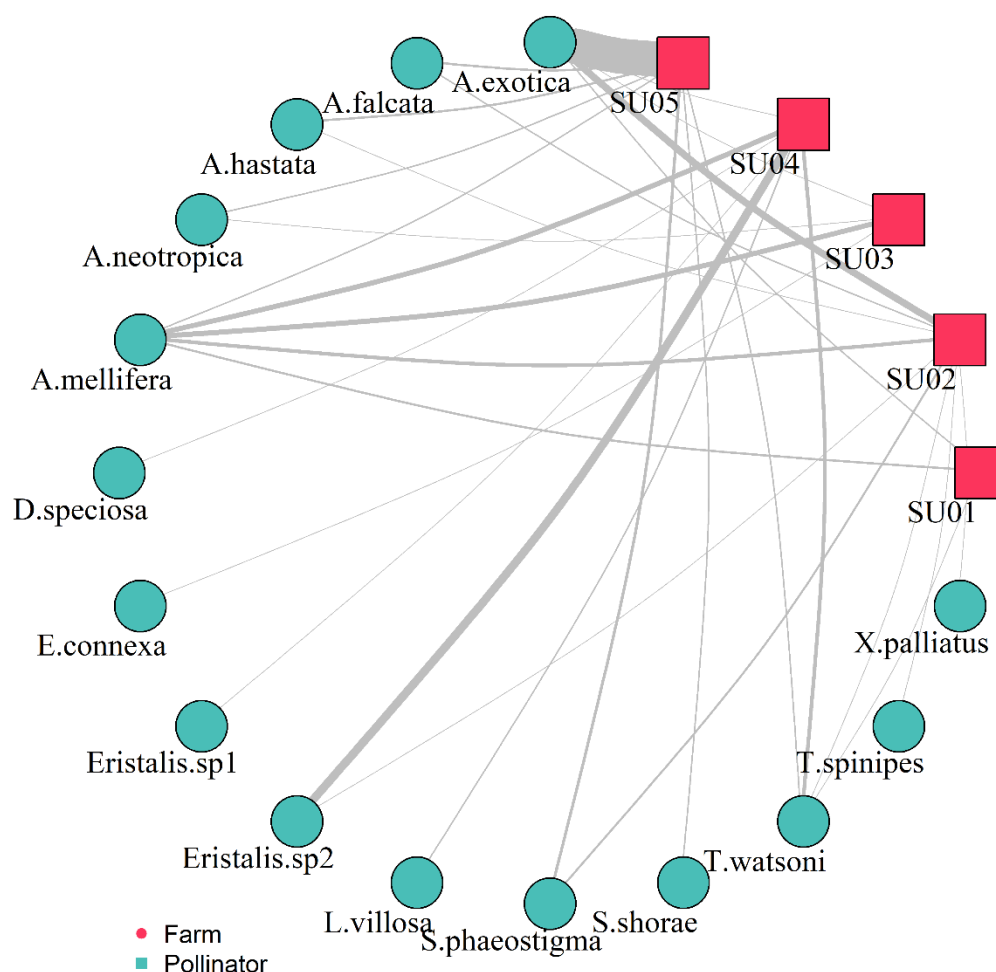 A.exotica
SU05
A.falcata
SU04
A.hastata
SU03
A.neotropica
SU02
A.mellifera
SU01
D.speciosa
X.palliatus
E.connexa
T.spinipes
Eristalis.sp1
T.watsoni
Eristalis.sp2
S.shorae
L.villosa
S.phaeostigma
Farm
Pollinator